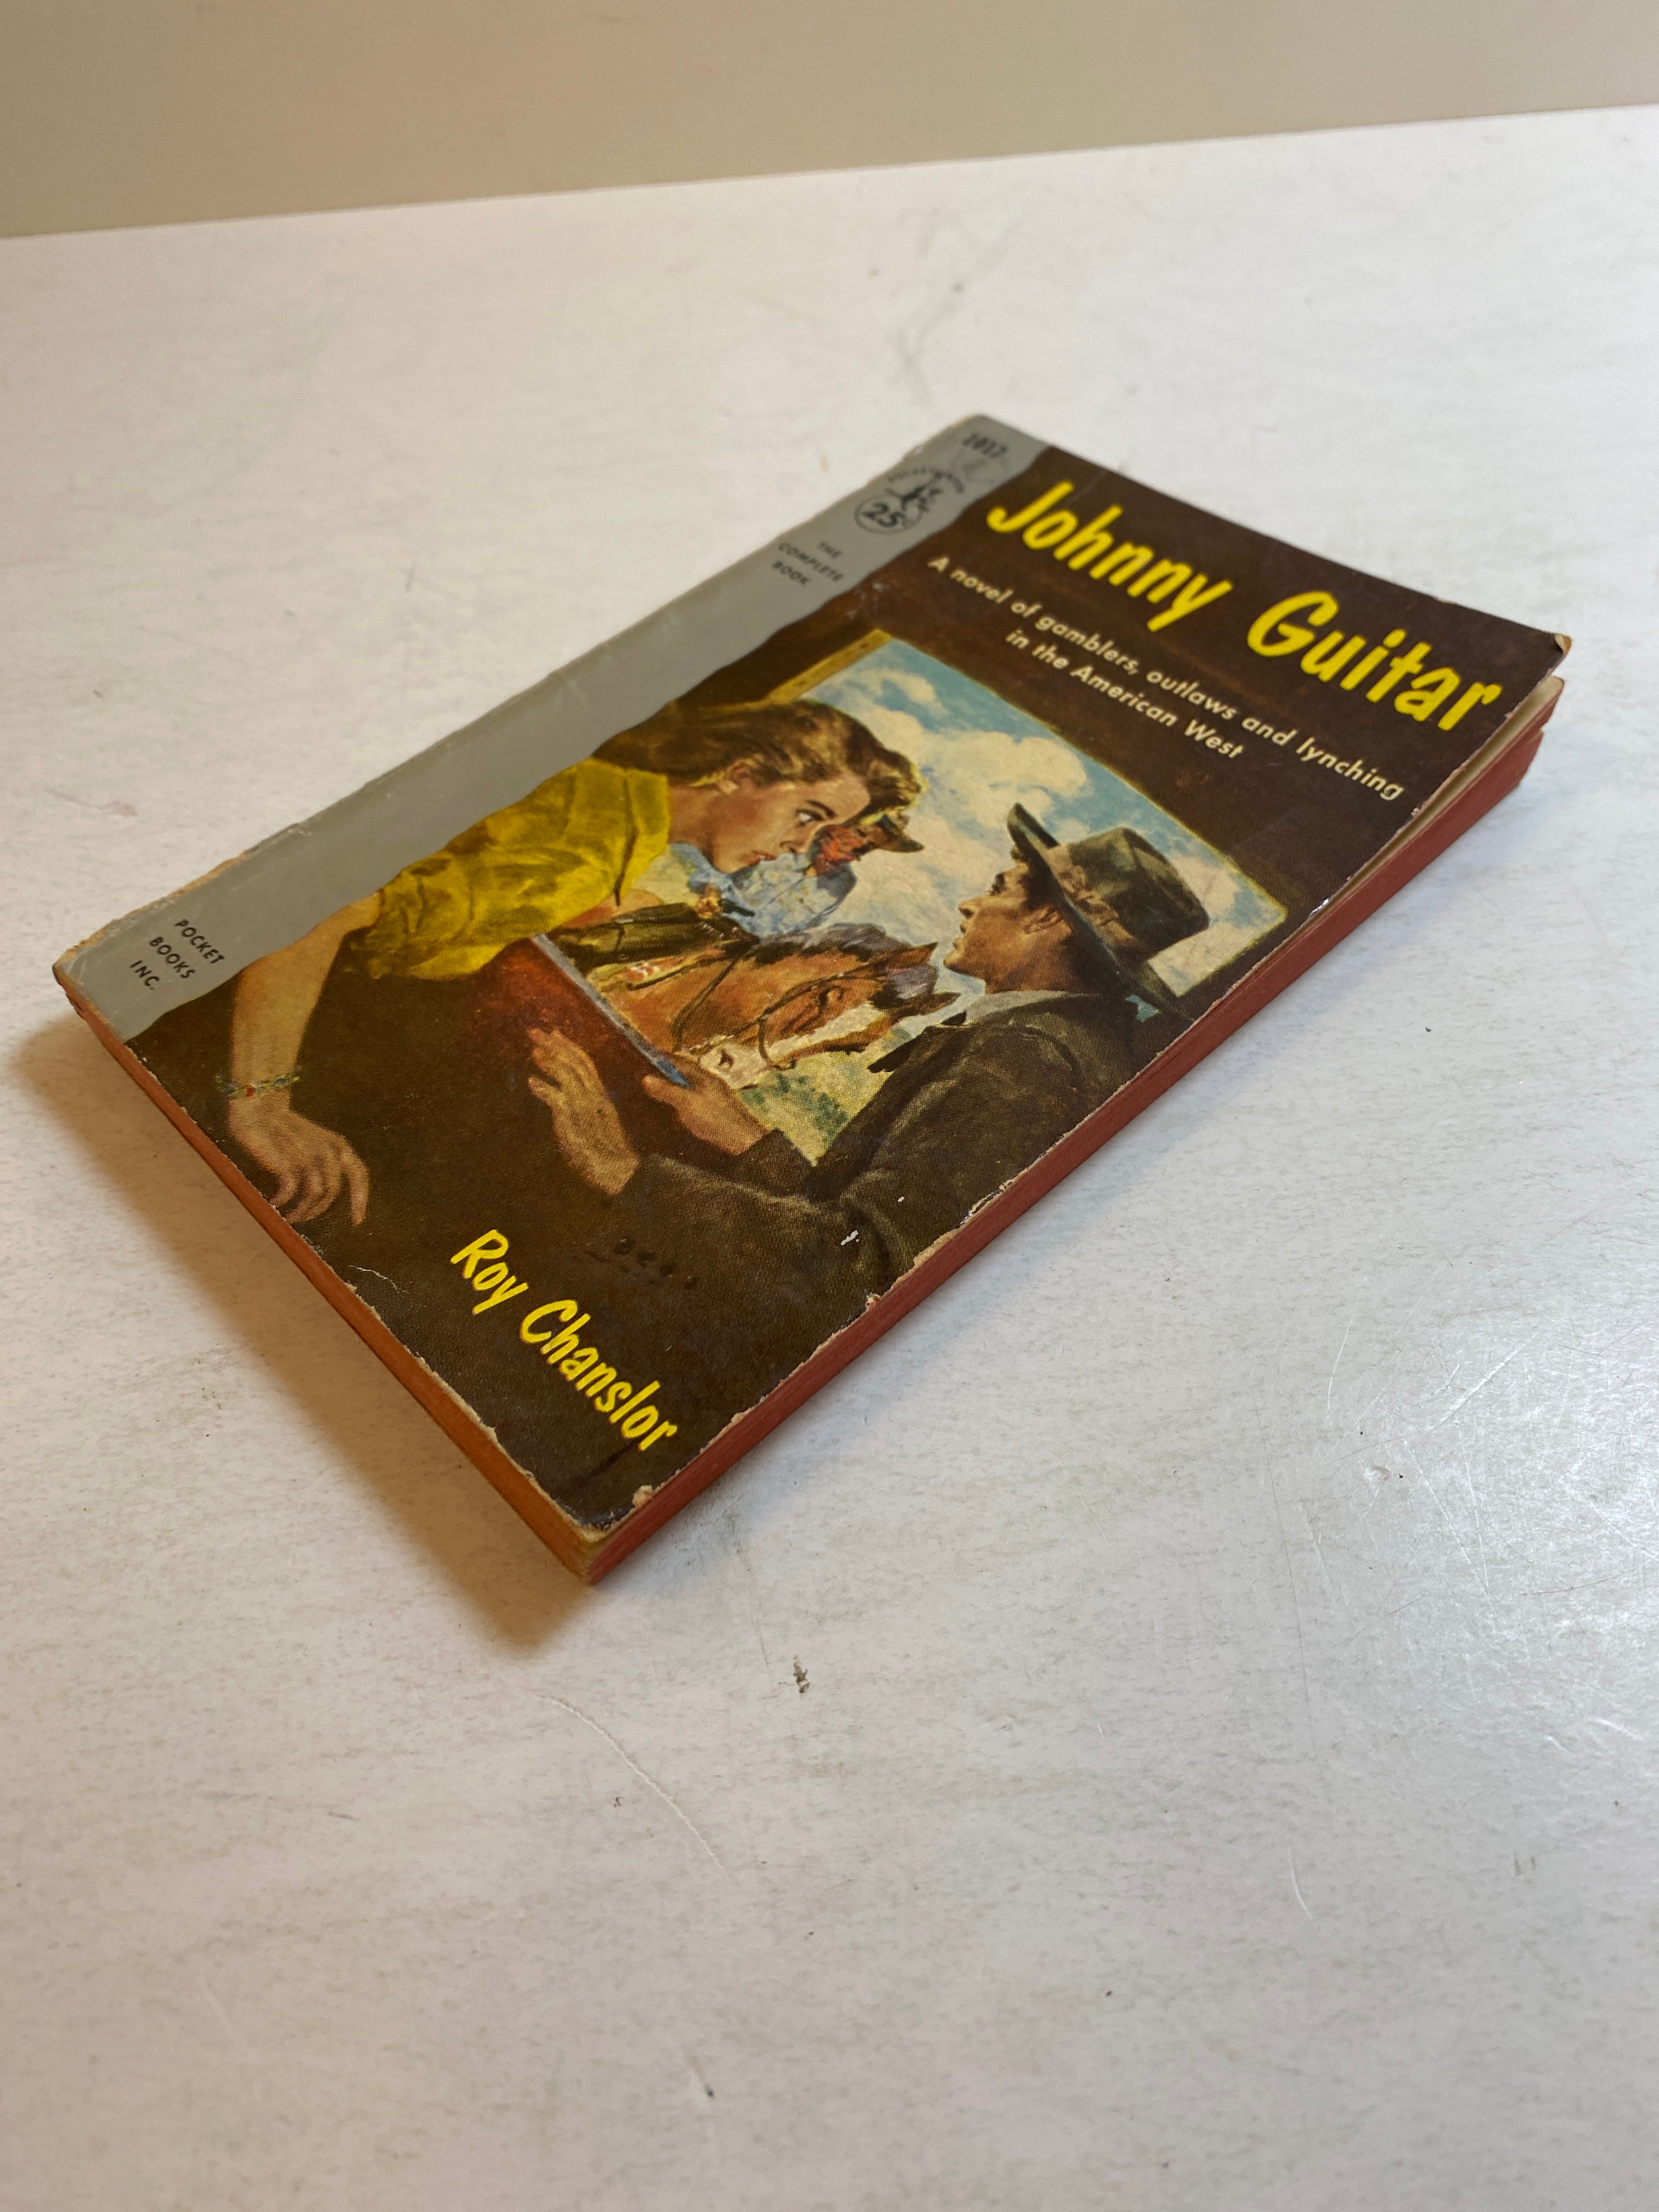 1017
25¢
THE
COMPLETE
BOOK
Johnny Guitar
A novel of gamblers, outlaws and lynching
in the American West
Roy Chanslor
POCKET
BOOKS
INC.